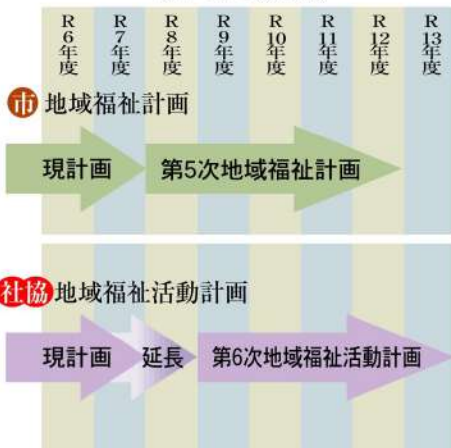 R6年度 R7年度 R8年度 R9年度 R10年度 R11年度 R12年度 R13年度
市 地域福祉計画
現計画 第5次地域福祉計画
社協 地域福祉活動計画
現計画 延長 第6次地域福祉活動計画